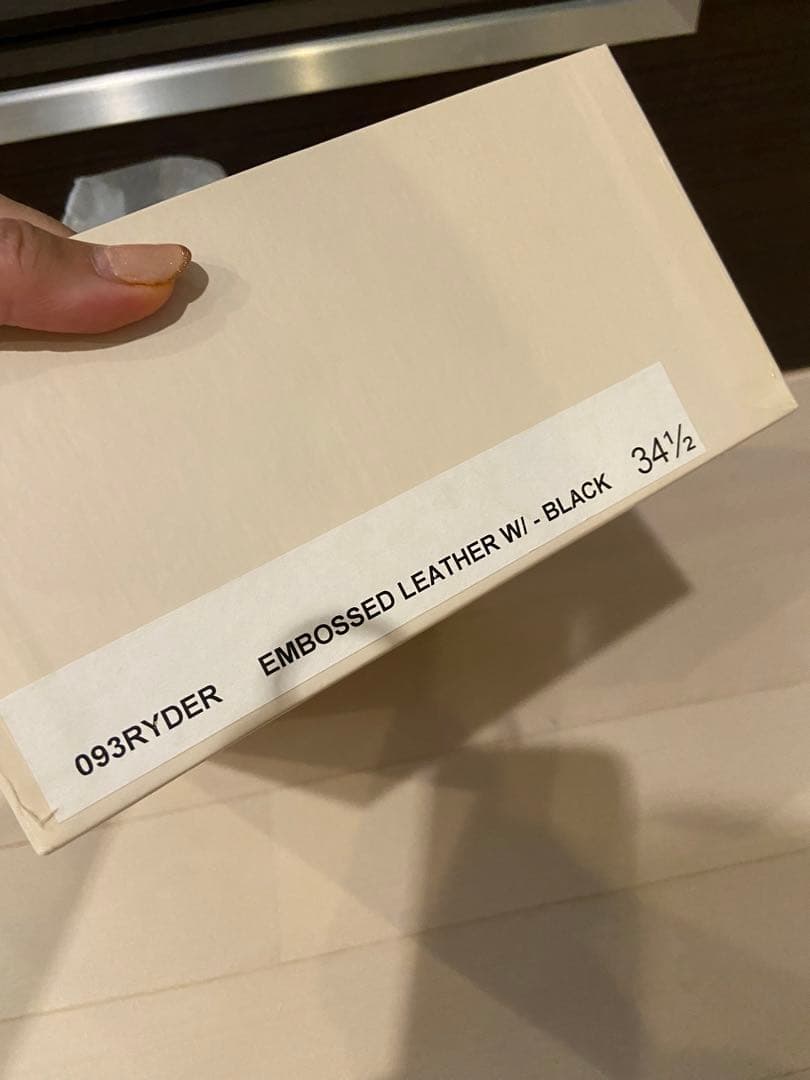 093RYDER EMBOSSED LEATHER W/ - BLACK 34½